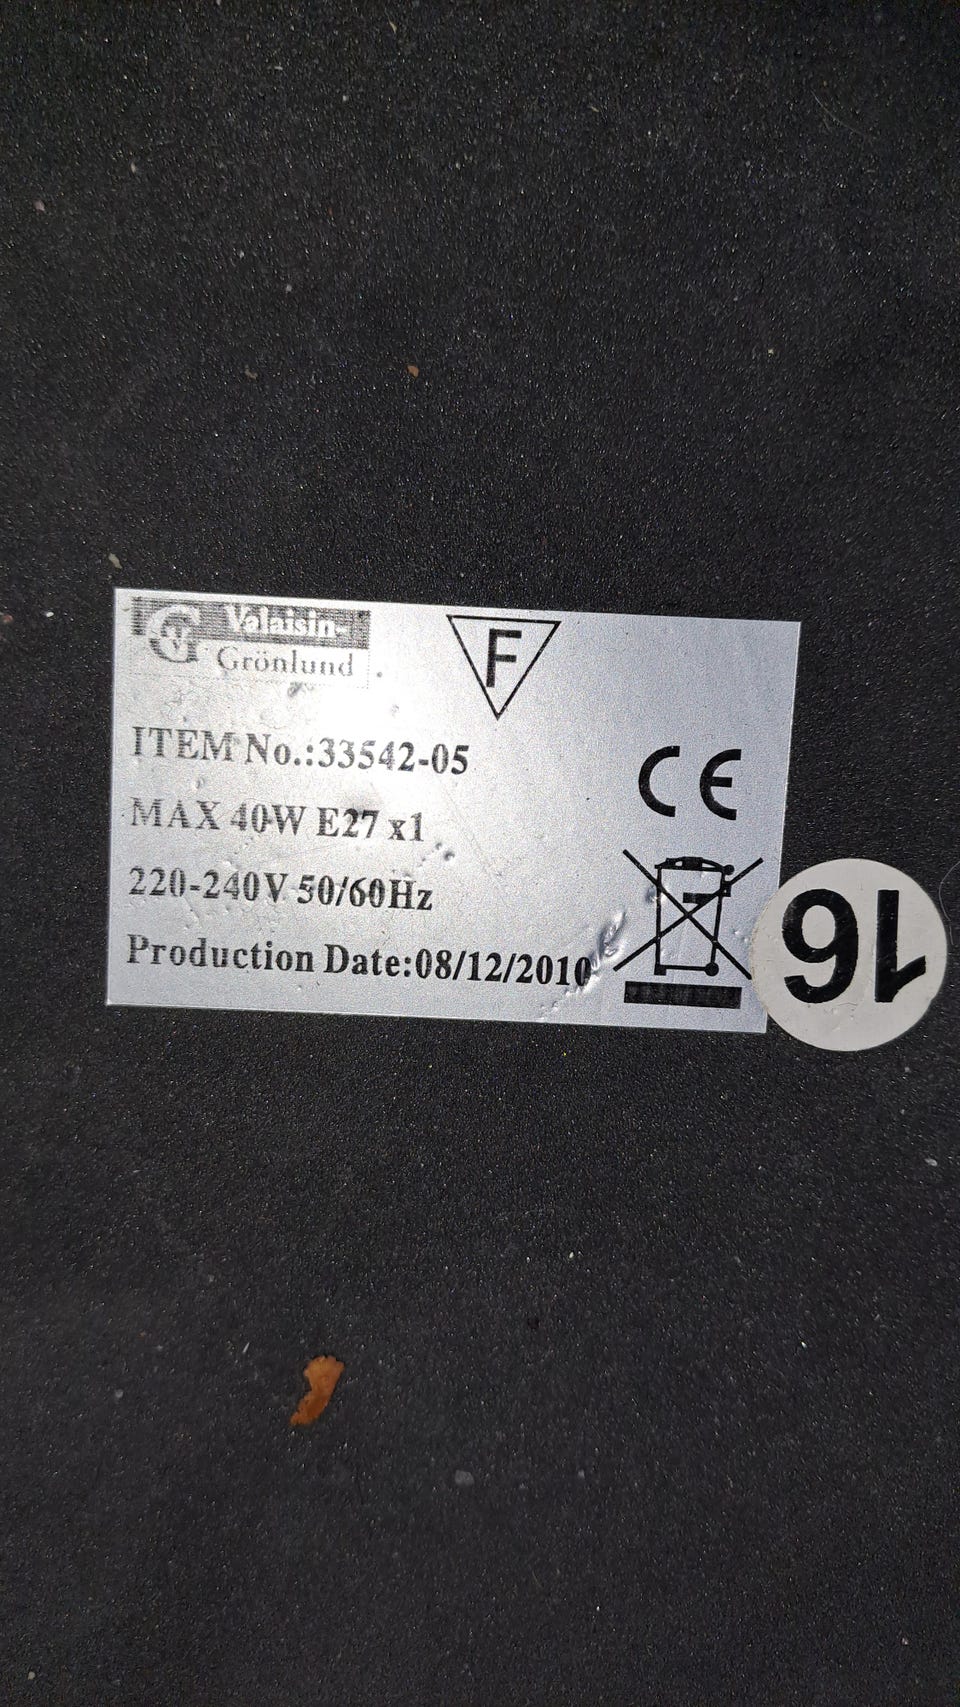 GV Valaisin-
Grönlund
F
ITEM No.:33542-05
MAX 40W E27 x1
220-240V 50/60Hz
Production Date:08/12/2010
CE
16